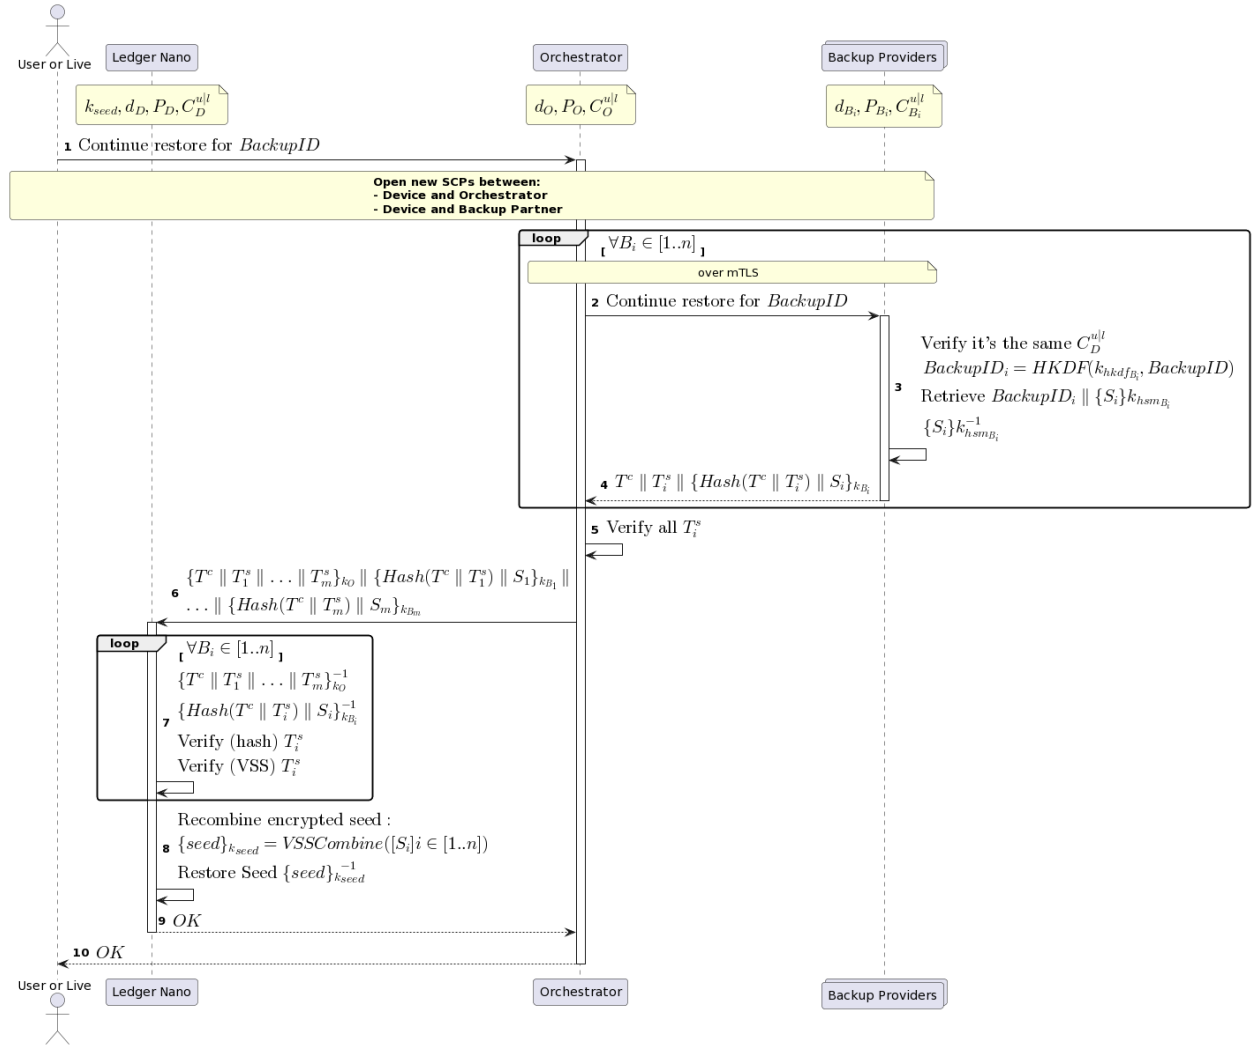 User or Live
Ledger Nano
Orchestrator
Backup Providers
k_{seed}, d_D, P_D, C_D^{u|l}
d_O, P_O, C_O^{u|l}
d_{B_i}, P_{B_i}, C_{B_i}^{u|l}
1 Continue restore for BackupID
Open new SCPs between:
- Device and Orchestrator
- Device and Backup Partner
loop [ ∀B_i ∈ [1..n] ]
over mTLS
2 Continue restore for BackupID
Verify it's the same C_D^{u|l}
BackupID_i = HKDF(k_{hkdf_{B_i}}, BackupID)
3
Retrieve BackupID_i ∥ {S_i}k_{hsm_{B_i}}
{S_i}k_{hsm_{B_i}}^{-1}
4 T^c ∥ T_i^s ∥ {Hash(T^c ∥ T_i^s) ∥ S_i}_{k_{B_i}}
5 Verify all T_i^s
6 {T^c ∥ T_1^s ∥ ... ∥ T_m^s}_{k_O} ∥ {Hash(T^c ∥ T_1^s) ∥ S_1}_{k_{B_1}} ∥
... ∥ {Hash(T^c ∥ T_m^s) ∥ S_m}_{k_{B_m}}
loop [ ∀B_i ∈ [1..n] ]
{T^c ∥ T_1^s ∥ ... ∥ T_m^s}_{k_O}^{-1}
{Hash(T^c ∥ T_i^s) ∥ S_i}_{k_{B_i}}^{-1}
7
Verify (hash) T_i^s
Verify (VSS) T_i^s
Recombine encrypted seed :
8 {seed}_{k_{seed}} = VSSCombine([S_i]i ∈ [1..n])
Restore Seed {seed}_{k_{seed}}^{-1}
9 OK
10 OK
User or Live
Ledger Nano
Orchestrator
Backup Providers